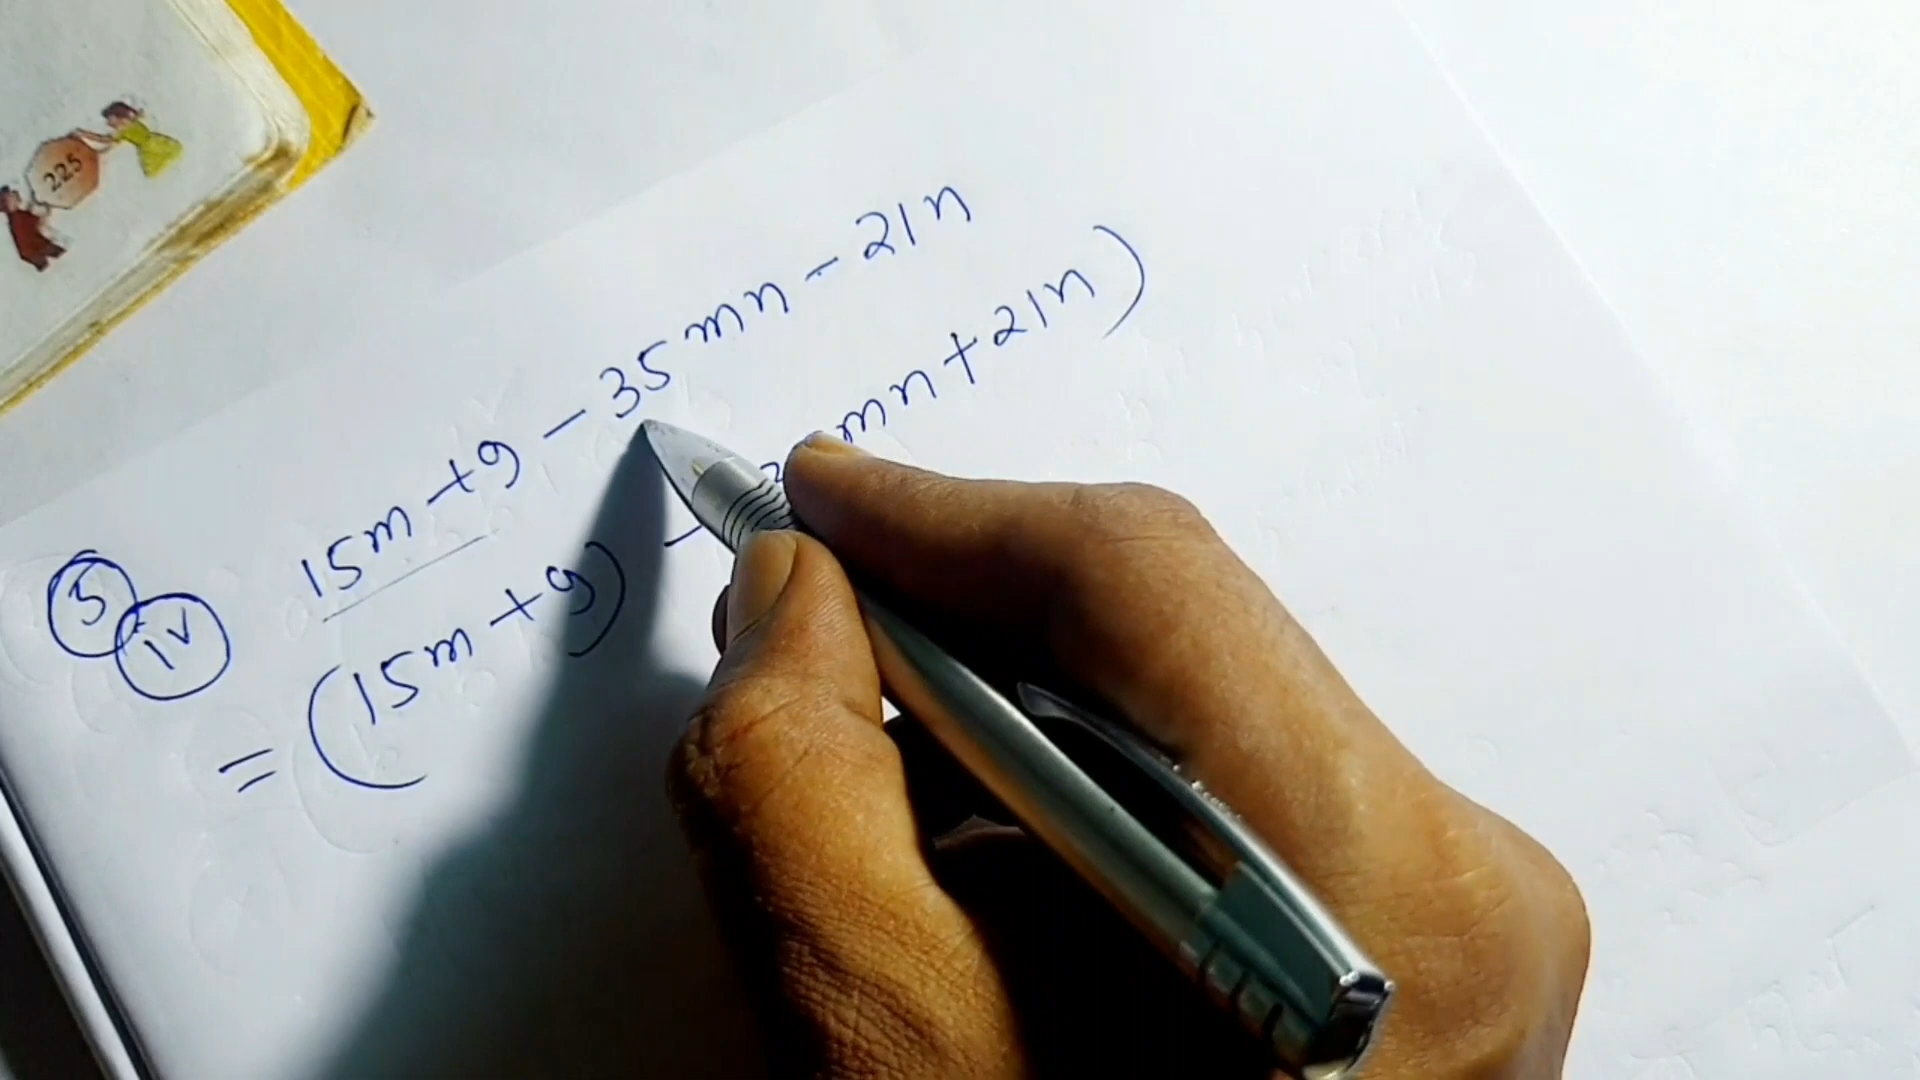 225
5 iv 15m + 9 - 35mn - 21n
= (15m + 9) - mn + 21n)